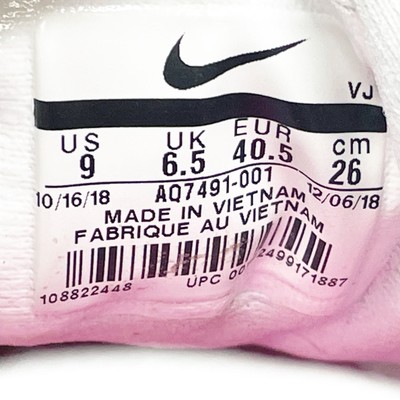 VJ
US UK EUR cm
9 6.5 40.5 26
10/16/18 AQ7491-001 12/06/18
MADE IN VIETNAM
FABRIQUE AU VIETNAM
108822448 UPC 00 2499171887